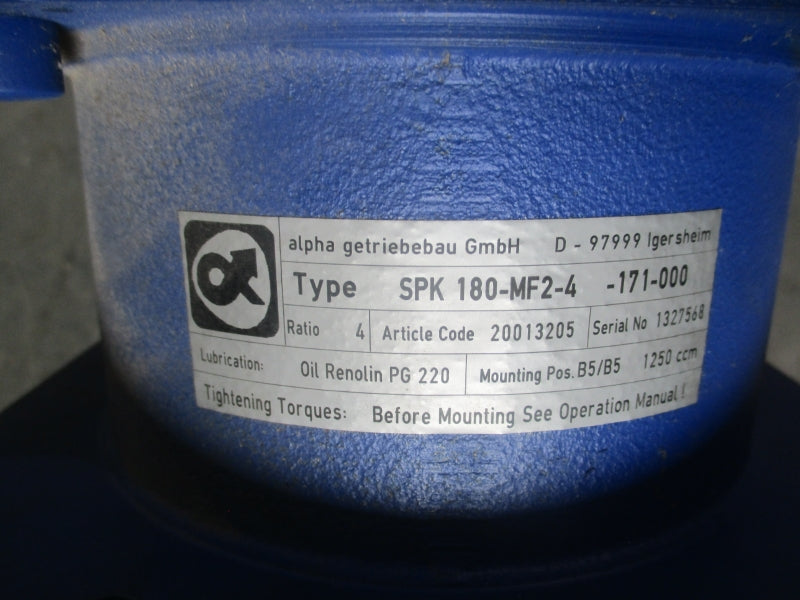 alpha getriebebau GmbH D - 97999 Igersheim
Type SPK 180-MF2-4 -171-000
Ratio 4 Article Code 20013205 Serial No 1327568
Lubrication: Oil Renolin PG 220 Mounting Pos. B5/B5 1250 ccm
Tightening Torques: Before Mounting See Operation Manual !